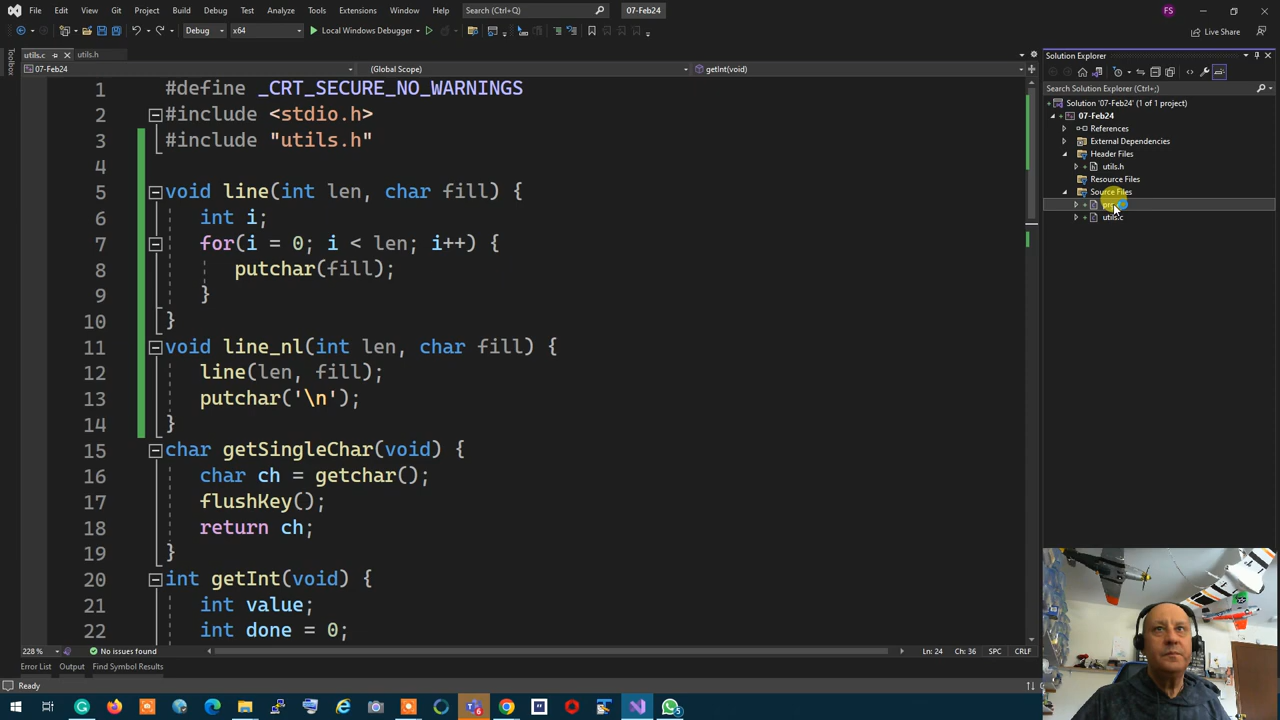 File Edit View Git Project Build Debug Test Analyze Tools Extensions Window Help Search (Ctrl+Q) 07-Feb24 FS
Debug x64 Local Windows Debugger Live Share
utils.c utils.h
Toolbox
07-Feb24 (Global Scope) getInt(void)
1 #define _CRT_SECURE_NO_WARNINGS
2 #include <stdio.h>
3 #include "utils.h"
4
5 void line(int len, char fill) {
6 int i;
7 for(i = 0; i < len; i++) {
8 putchar(fill);
9 }
10 }
11 void line_nl(int len, char fill) {
12 line(len, fill);
13 putchar('\n');
14 }
15 char getSingleChar(void) {
16 char ch = getchar();
17 flushKey();
18 return ch;
19 }
20 int getInt(void) {
21 int value;
22 int done = 0;
228 % No issues found Ln: 24 Ch: 36 SPC CRLF
Error List Output Find Symbol Results
Ready
Solution Explorer
Search Solution Explorer (Ctrl+;)
Solution '07-Feb24' (1 of 1 project)
07-Feb24
References
External Dependencies
Header Files
utils.h
Resource Files
Source Files
utils.c